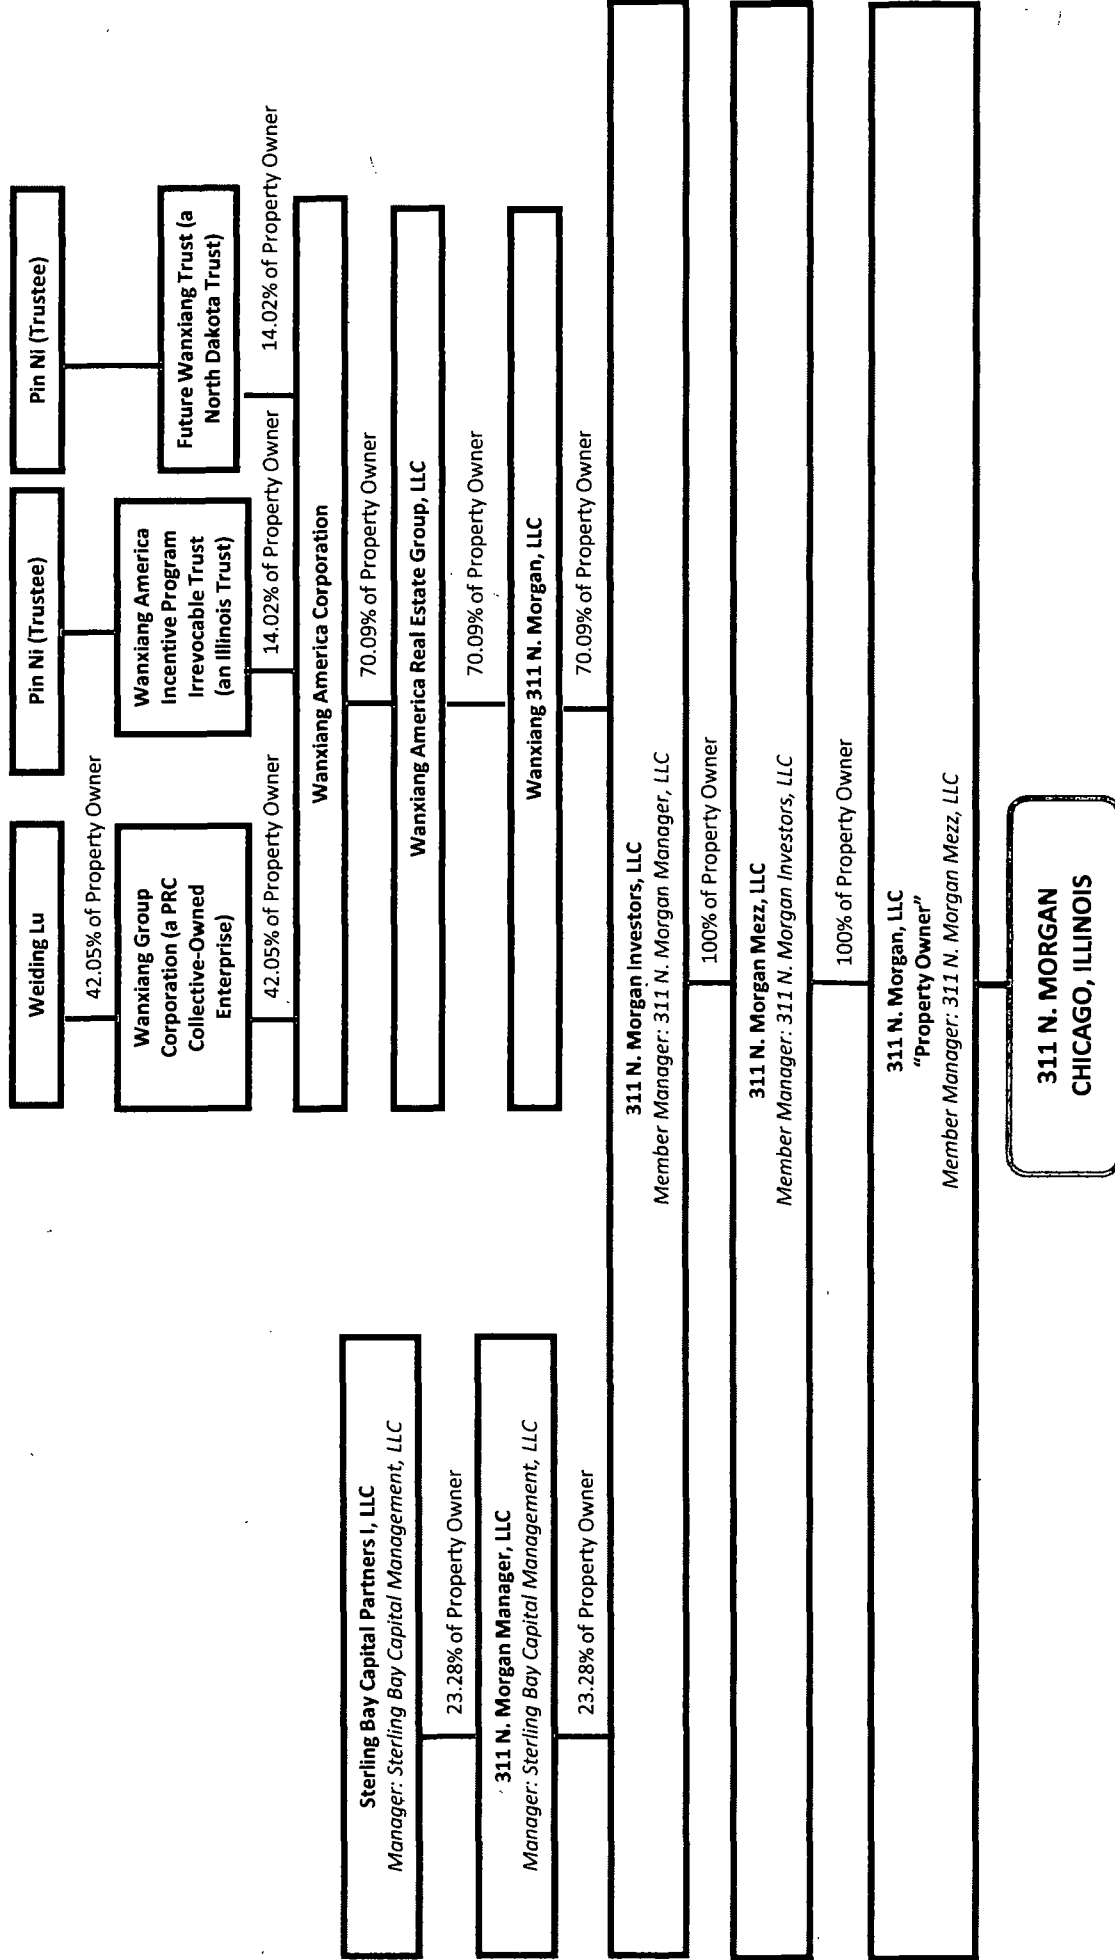 Weiding Lu
Pin Ni (Trustee)
Pin Ni (Trustee)
42.05% of Property Owner
Wanxiang Group
Corporation (a PRC
Collective-Owned
Enterprise)
Wanxiang America
Incentive Program
Irrevocable Trust
(an Illinois Trust)
Future Wanxiang Trust (a
North Dakota Trust)
42.05% of Property Owner
14.02% of Property Owner
14.02% of Property Owner
Wanxiang America Corporation
70.09% of Property Owner
Sterling Bay Capital Partners I, LLC
Manager: Sterling Bay Capital Management, LLC
Wanxiang America Real Estate Group, LLC
23.28% of Property Owner
70.09% of Property Owner
311 N. Morgan Manager, LLC
Manager: Sterling Bay Capital Management, LLC
Wanxiang 311 N. Morgan, LLC
23.28% of Property Owner
70.09% of Property Owner
311 N. Morgan Investors, LLC
Member Manager: 311 N. Morgan Manager, LLC
100% of Property Owner
311 N. Morgan Mezz, LLC
Member Manager: 311 N. Morgan Investors, LLC
100% of Property Owner
311 N. Morgan, LLC
"Property Owner"
Member Manager: 311 N. Morgan Mezz, LLC
311 N. MORGAN
CHICAGO, ILLINOIS